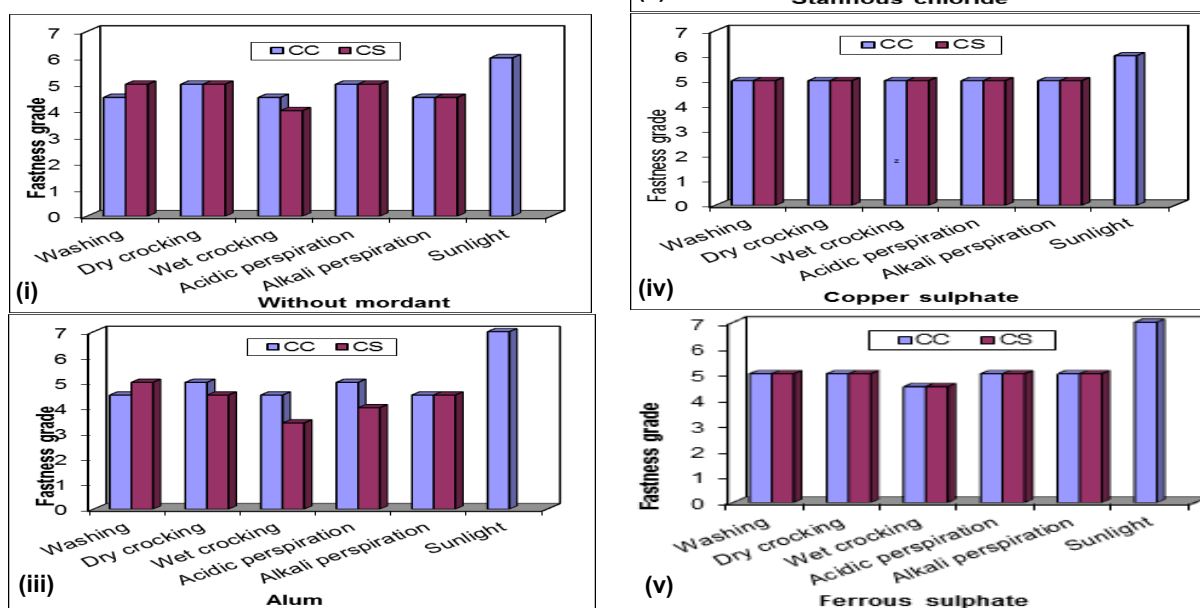 Stannous chloride
7
6
5
4
3
2
1
0
Fastness grade
CC CS
Washing
Dry crocking
Wet crocking
Acidic perspiration
Alkali perspiration
Sunlight
(i)
Without mordant
7
6
5
4
3
2
1
0
Fastness grade
CC CS
Washing
Dry crocking
Wet crocking
Acidic perspiration
Alkali perspiration
Sunlight
(iv)
Copper sulphate
7
6
5
4
3
2
1
0
Fastness grade
CC CS
Washing
Dry crocking
Wet crocking
Acidic perspiration
Alkali perspiration
Sunlight
(iii)
Alum
7
6
5
4
3
2
1
0
Fastness grade
CC CS
Washing
Dry crocking
Wet crocking
Acidic perspiration
Alkali perspiration
Sunlight
(v)
Ferrous sulphate